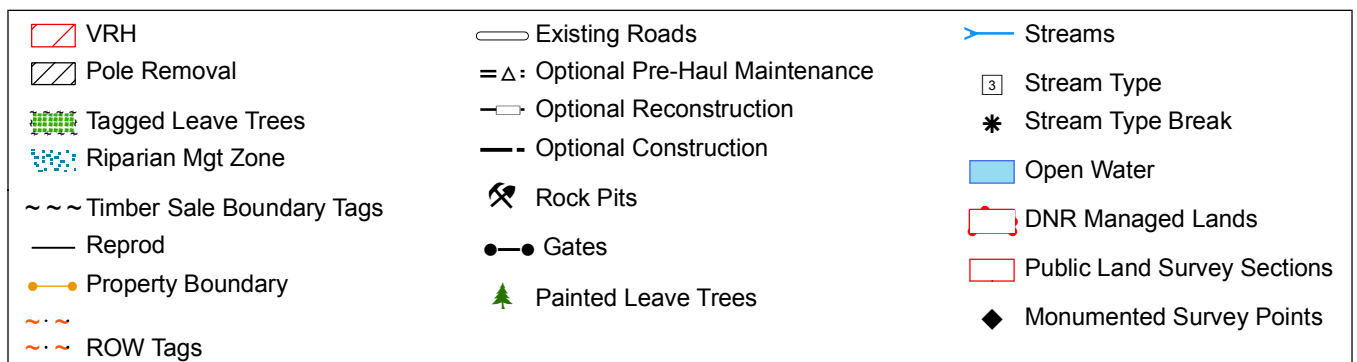 VRH
Pole Removal
Tagged Leave Trees
Riparian Mgt Zone
Timber Sale Boundary Tags
Reprod
Property Boundary
ROW Tags
Existing Roads
Optional Pre-Haul Maintenance
Optional Reconstruction
Optional Construction
Rock Pits
Gates
Painted Leave Trees
Streams
3 Stream Type
Stream Type Break
Open Water
DNR Managed Lands
Public Land Survey Sections
Monumented Survey Points